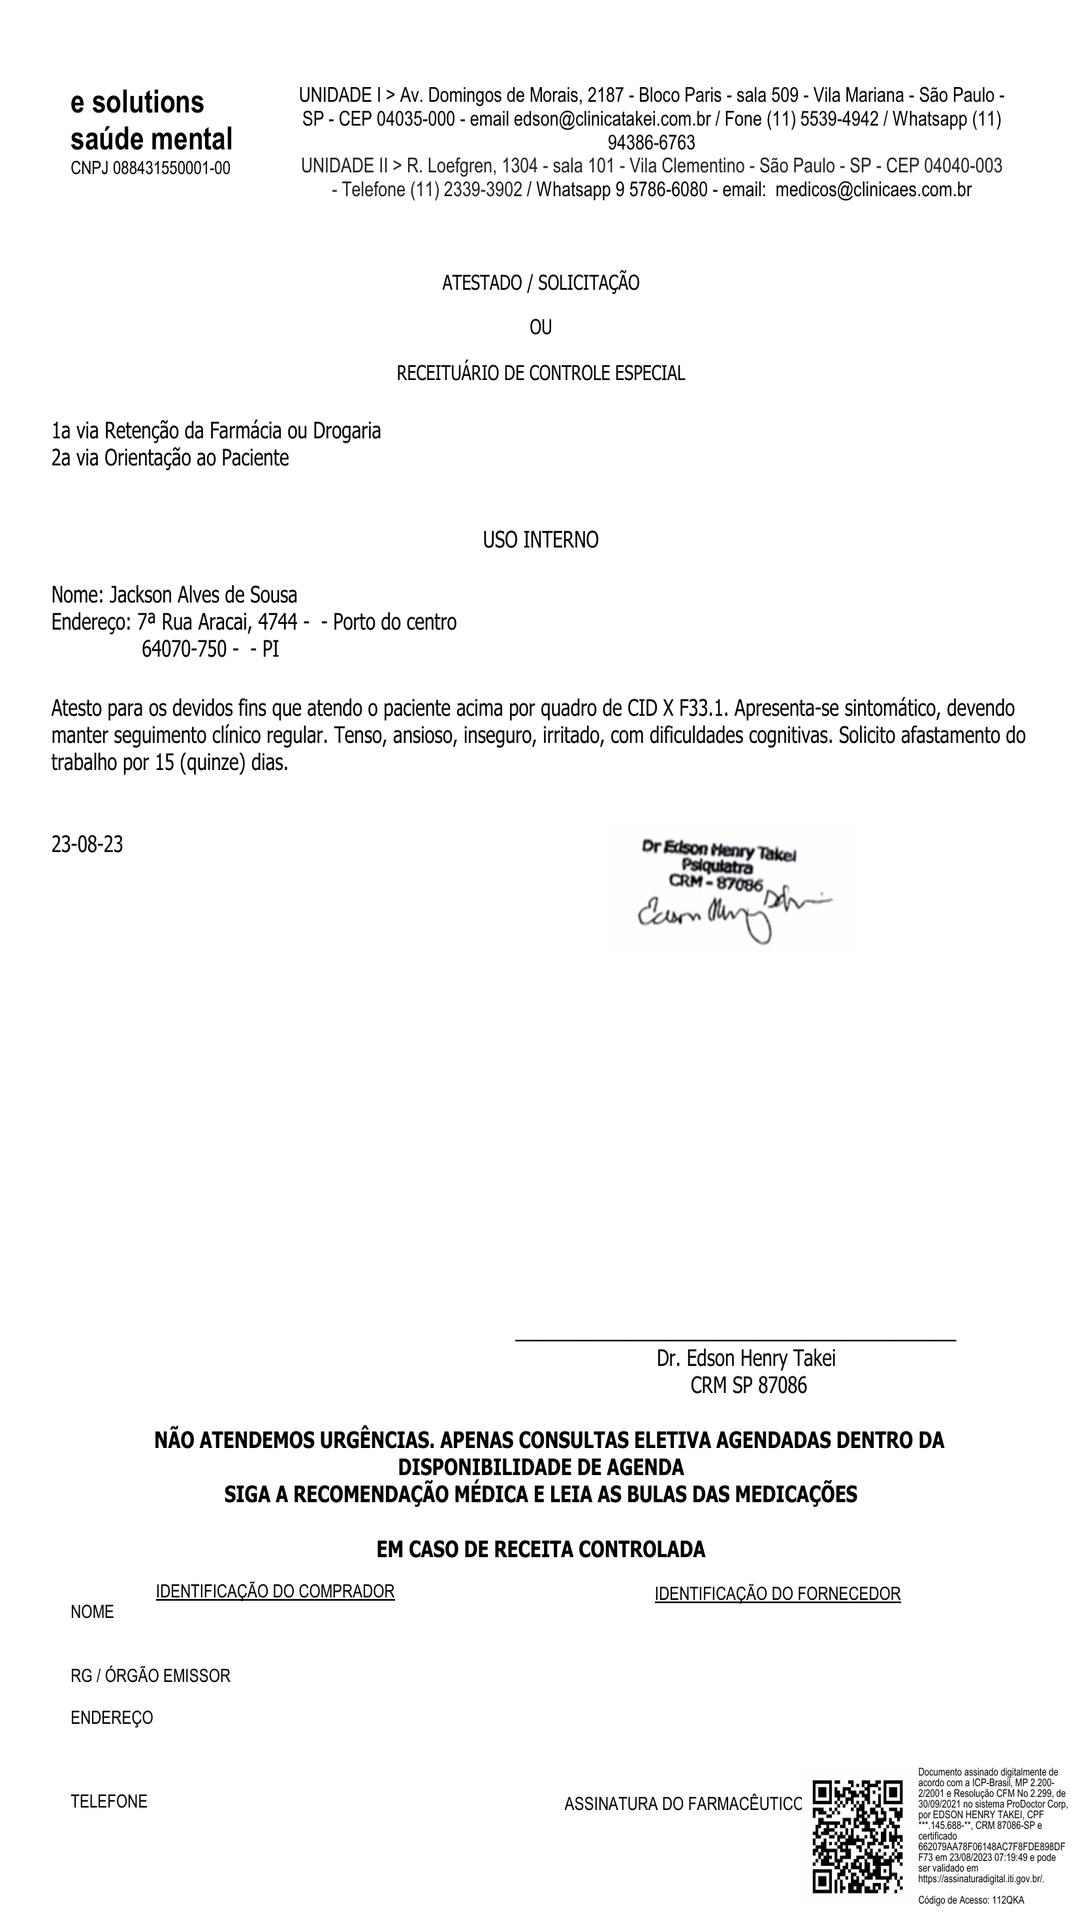 e solutions
saúde mental
CNPJ 088431550001-00
UNIDADE I > Av. Domingos de Morais, 2187 - Bloco Paris - sala 509 - Vila Mariana - São Paulo -
SP - CEP 04035-000 - email edson@clinicatakei.com.br / Fone (11) 5539-4942 / Whatsapp (11)
94386-6763
UNIDADE II > R. Loefgren, 1304 - sala 101 - Vila Clementino - São Paulo - SP - CEP 04040-003
- Telefone (11) 2339-3902 / Whatsapp 9 5786-6080 - email: medicos@clinicaes.com.br
ATESTADO / SOLICITAÇÃO
OU
RECEITUÁRIO DE CONTROLE ESPECIAL
1a via Retenção da Farmácia ou Drogaria
2a via Orientação ao Paciente
USO INTERNO
Nome: Jackson Alves de Sousa
Endereço: 7ª Rua Aracai, 4744 - - Porto do centro
64070-750 - - PI
Atesto para os devidos fins que atendo o paciente acima por quadro de CID X F33.1. Apresenta-se sintomático, devendo
manter seguimento clínico regular. Tenso, ansioso, inseguro, irritado, com dificuldades cognitivas. Solicito afastamento do
trabalho por 15 (quinze) dias.
23-08-23
Dr Edson Henry Takei
Psiquiatra
CRM - 87086
Edson Henry
Dr. Edson Henry Takei
CRM SP 87086
NÃO ATENDEMOS URGÊNCIAS. APENAS CONSULTAS ELETIVA AGENDADAS DENTRO DA
DISPONIBILIDADE DE AGENDA
SIGA A RECOMENDAÇÃO MÉDICA E LEIA AS BULAS DAS MEDICAÇÕES
EM CASO DE RECEITA CONTROLADA
IDENTIFICAÇÃO DO COMPRADOR
IDENTIFICAÇÃO DO FORNECEDOR
NOME
RG / ÓRGÃO EMISSOR
ENDEREÇO
TELEFONE
ASSINATURA DO FARMACÊUTICO
Documento assinado digitalmente de
acordo com a ICP-Brasil, MP 2.200-
2/2001 e Resolução CFM No 2.299, de
30/09/2021 no sistema ProDoctor Corp,
por EDSON HENRY TAKEI, CPF
***.145.688-**, CRM 87086-SP e
certificado
662079AA78F06148AC7F8FDE898DF
F73 em 23/08/2023 07:19:49 e pode
ser validado em
https://assinaturadigital.iti.gov.br/.
Código de Acesso: 112QKA